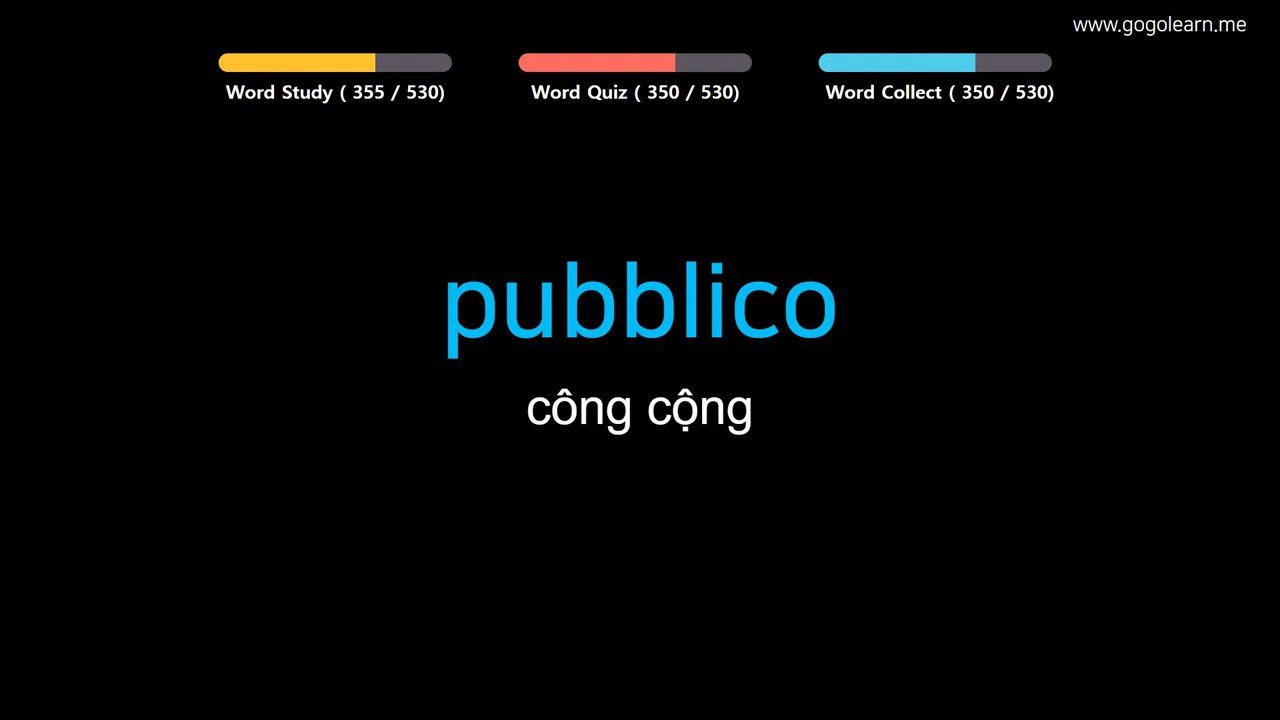 www.gogolearn.me
Word Study ( 355 / 530)
Word Quiz ( 350 / 530)
Word Collect ( 350 / 530)
pubblico
công cộng